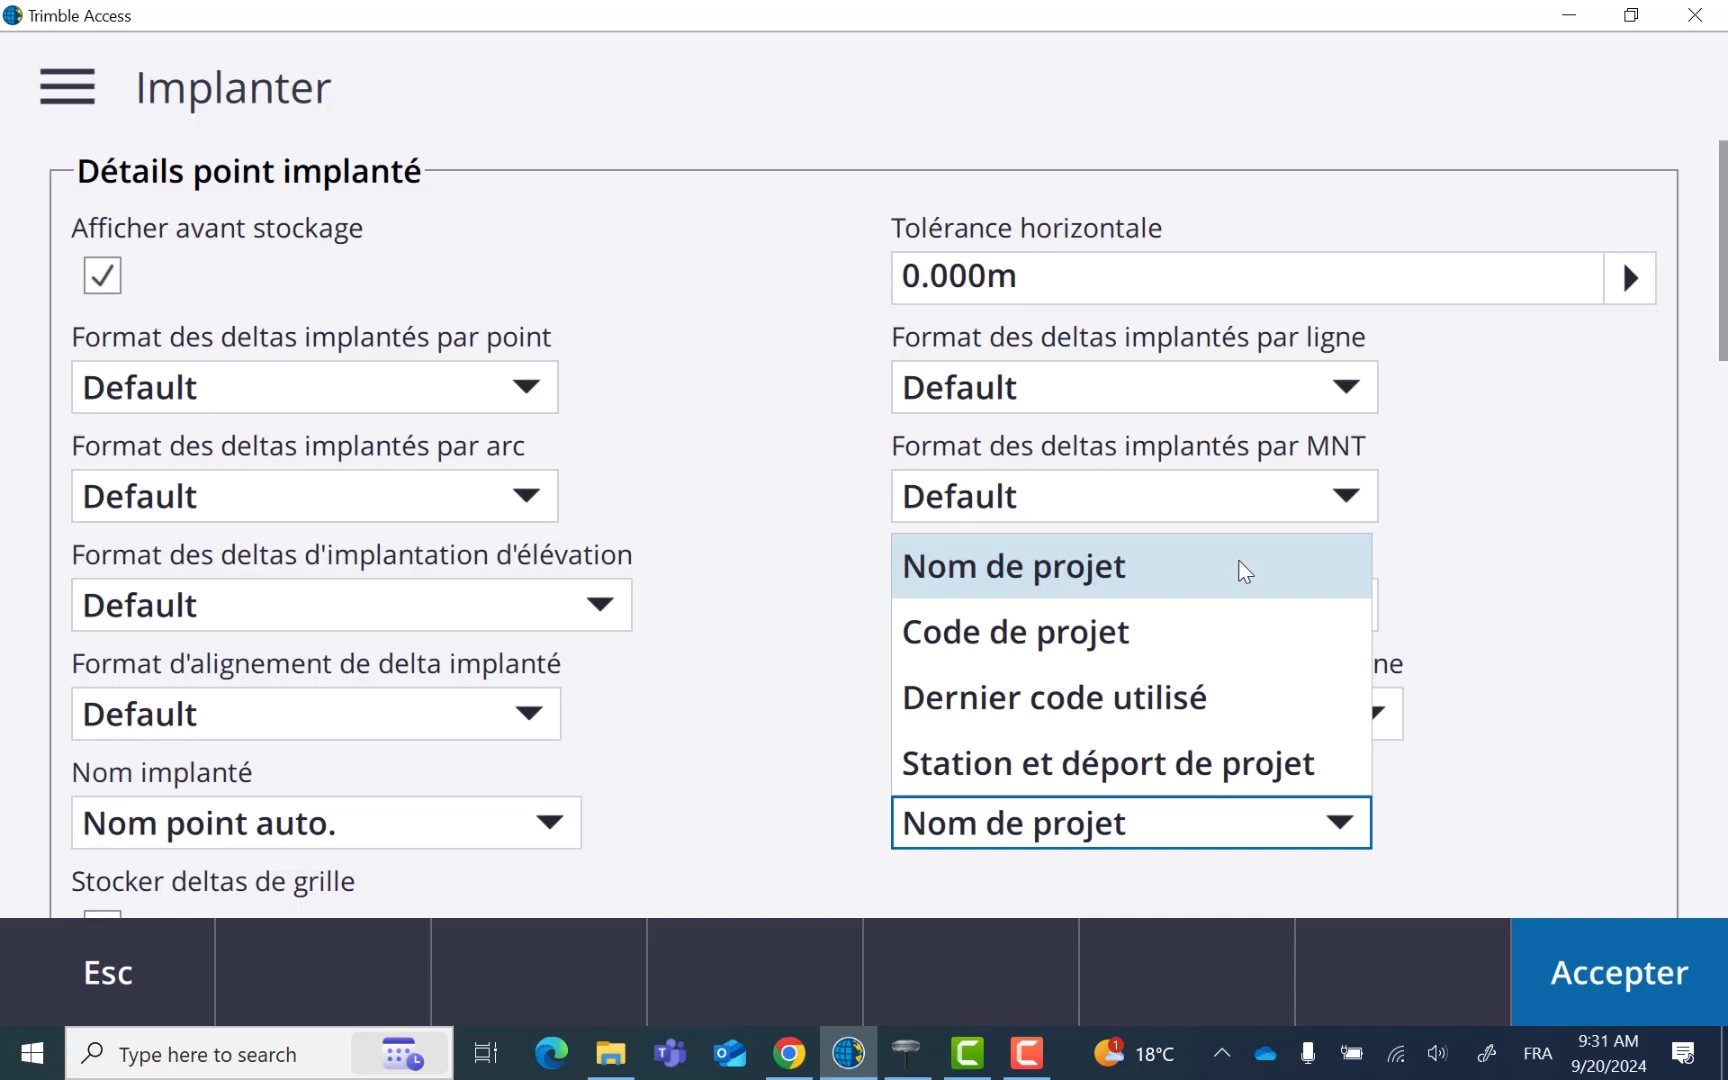 Trimble Access
Implanter
Détails point implanté
Afficher avant stockage
Tolérance horizontale
0.000m
Format des deltas implantés par point
Format des deltas implantés par ligne
Default
Default
Format des deltas implantés par arc
Format des deltas implantés par MNT
Default
Default
Format des deltas d'implantation d'élévation
Nom de projet
Default
Code de projet
Format d'alignement de delta implanté
ne
Dernier code utilisé
Default
Station et déport de projet
Nom implanté
Nom point auto.
Nom de projet
Stocker deltas de grille
Esc
Accepter
Type here to search
1
18°C
FRA
9:31 AM
9/20/2024